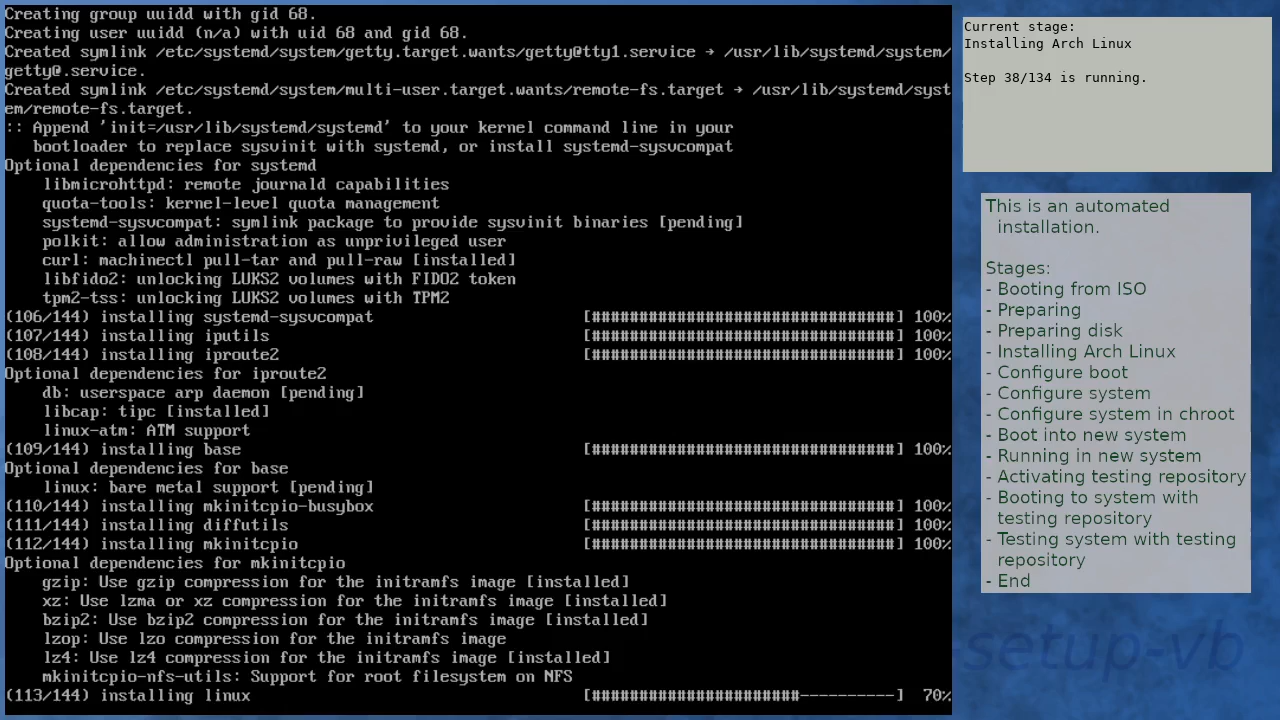 Creating group uuidd with gid 68.
Creating user uuidd (n/a) with uid 68 and gid 68.
Created symlink /etc/systemd/system/getty.target.wants/getty@tty1.service → /usr/lib/systemd/system/
getty@.service.
Created symlink /etc/systemd/system/multi-user.target.wants/remote-fs.target → /usr/lib/systemd/syst
em/remote-fs.target.
:: Append 'init=/usr/lib/systemd/systemd' to your kernel command line in your
   bootloader to replace sysvinit with systemd, or install systemd-sysvcompat
Optional dependencies for systemd
    libmicrohttpd: remote journald capabilities
    quota-tools: kernel-level quota management
    systemd-sysvcompat: symlink package to provide sysvinit binaries [pending]
    polkit: allow administration as unprivileged user
    curl: machinectl pull-tar and pull-raw [installed]
    libfido2: unlocking LUKS2 volumes with FIDO2 token
    tpm2-tss: unlocking LUKS2 volumes with TPM2
(106/144) installing systemd-sysvcompat [################################] 100%
(107/144) installing iputils [################################] 100%
(108/144) installing iproute2 [################################] 100%
Optional dependencies for iproute2
    db: userspace arp daemon [pending]
    libcap: tipc [installed]
    linux-atm: ATM support
(109/144) installing base [################################] 100%
Optional dependencies for base
    linux: bare metal support [pending]
(110/144) installing mkinitcpio-busybox [################################] 100%
(111/144) installing diffutils [################################] 100%
(112/144) installing mkinitcpio [################################] 100%
Optional dependencies for mkinitcpio
    gzip: Use gzip compression for the initramfs image [installed]
    xz: Use lzma or xz compression for the initramfs image [installed]
    bzip2: Use bzip2 compression for the initramfs image [installed]
    lzop: Use lzo compression for the initramfs image
    lz4: Use lz4 compression for the initramfs image [installed]
    mkinitcpio-nfs-utils: Support for root filesystem on NFS
(113/144) installing linux [######################----------] 70%
Current stage:
Installing Arch Linux
Step 38/134 is running.
This is an automated
installation.
Stages:
- Booting from ISO
- Preparing
- Preparing disk
- Installing Arch Linux
- Configure boot
- Configure system
- Configure system in chroot
- Boot into new system
- Running in new system
- Activating testing repository
- Booting to system with
testing repository
- Testing system with testing
repository
- End
-setup-vb